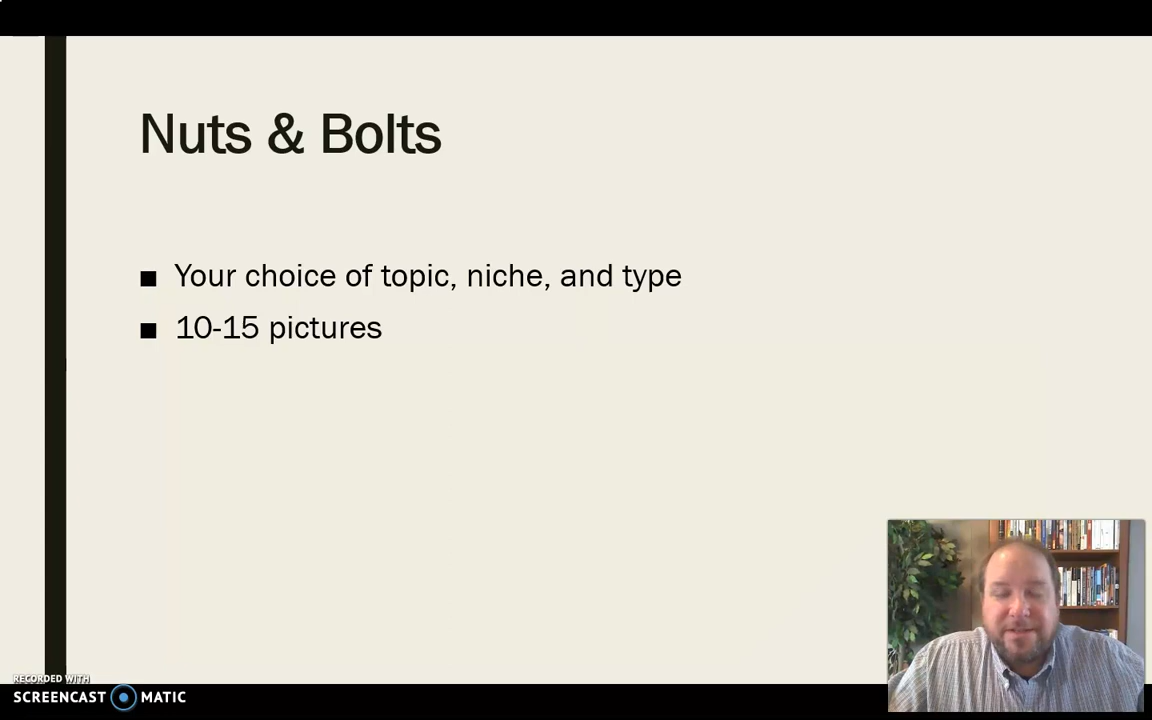 Nuts & Bolts
Your choice of topic, niche, and type
10-15 pictures
RECORDED WITH
SCREENCAST MATIC